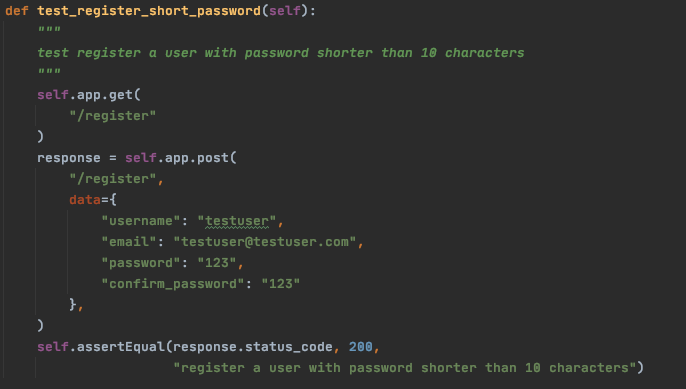 def test_register_short_password(self):
"""
test register a user with password shorter than 10 characters
"""
self.app.get(
"/register"
)
response = self.app.post(
"/register",
data={
"username": "testuser",
"email": "testuser@testuser.com",
"password": "123",
"confirm_password": "123"
},
)
self.assertEqual(response.status_code, 200,
"register a user with password shorter than 10 characters")